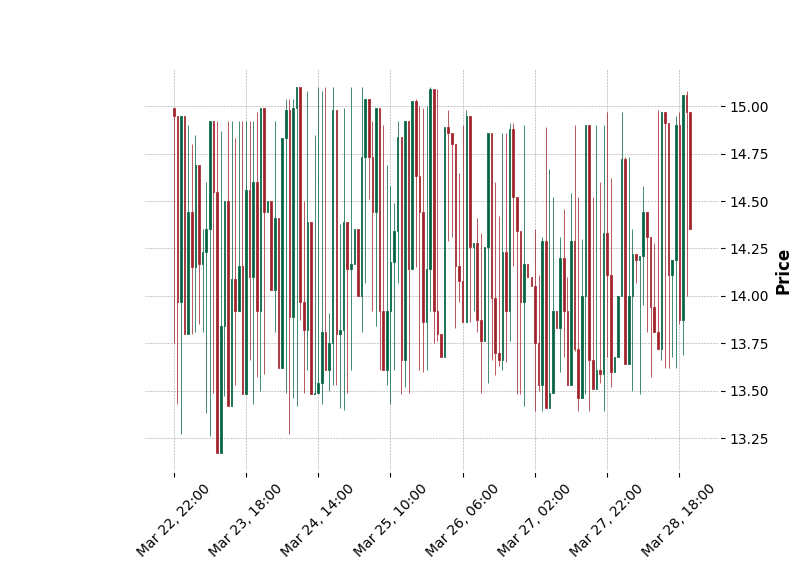 15.00
14.75
14.50
14.25
14.00
13.75
13.50
13.25
Price
Mar 22, 22:00
Mar 23, 18:00
Mar 24, 14:00
Mar 25, 10:00
Mar 26, 06:00
Mar 27, 02:00
Mar 27, 22:00
Mar 28, 18:00